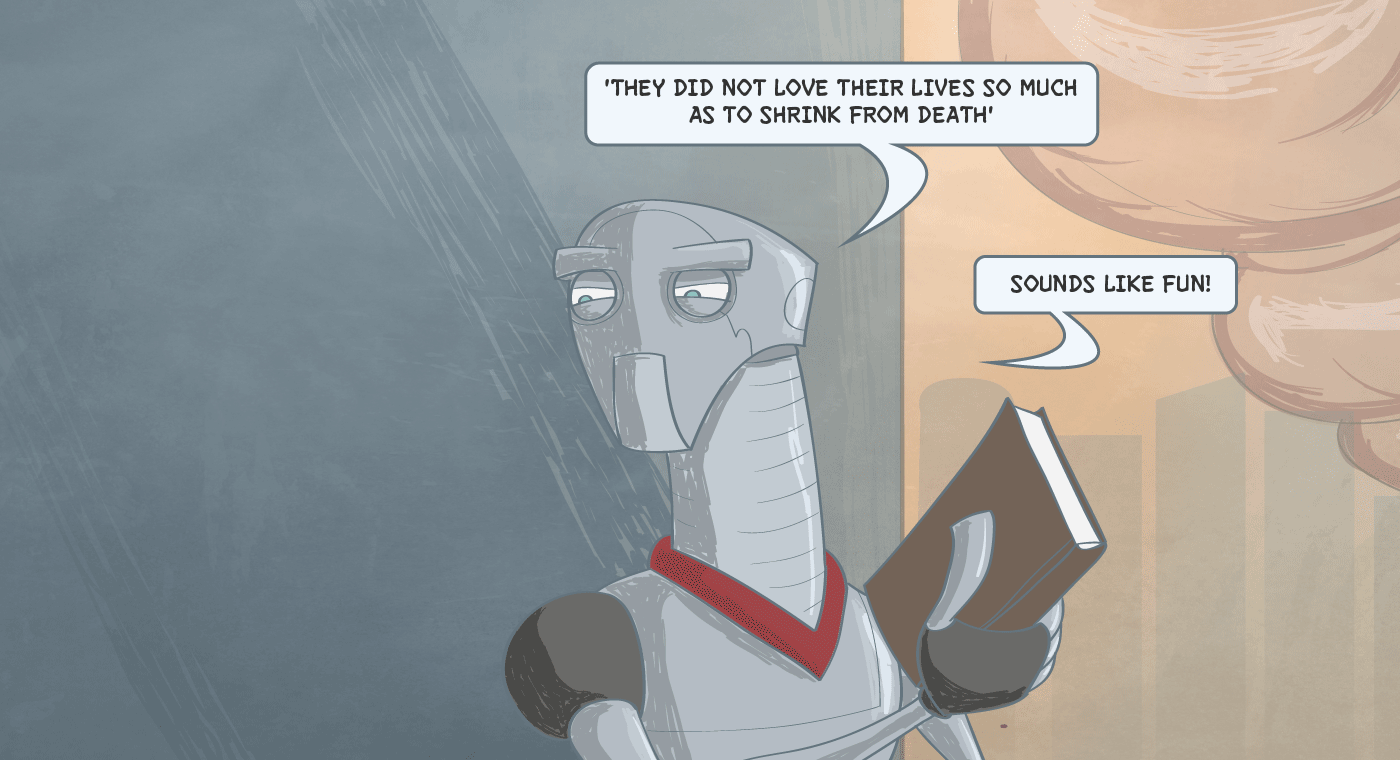 'THEY DID NOT LOVE THEIR LIVES SO MUCH
AS TO SHRINK FROM DEATH'
SOUNDS LIKE FUN!